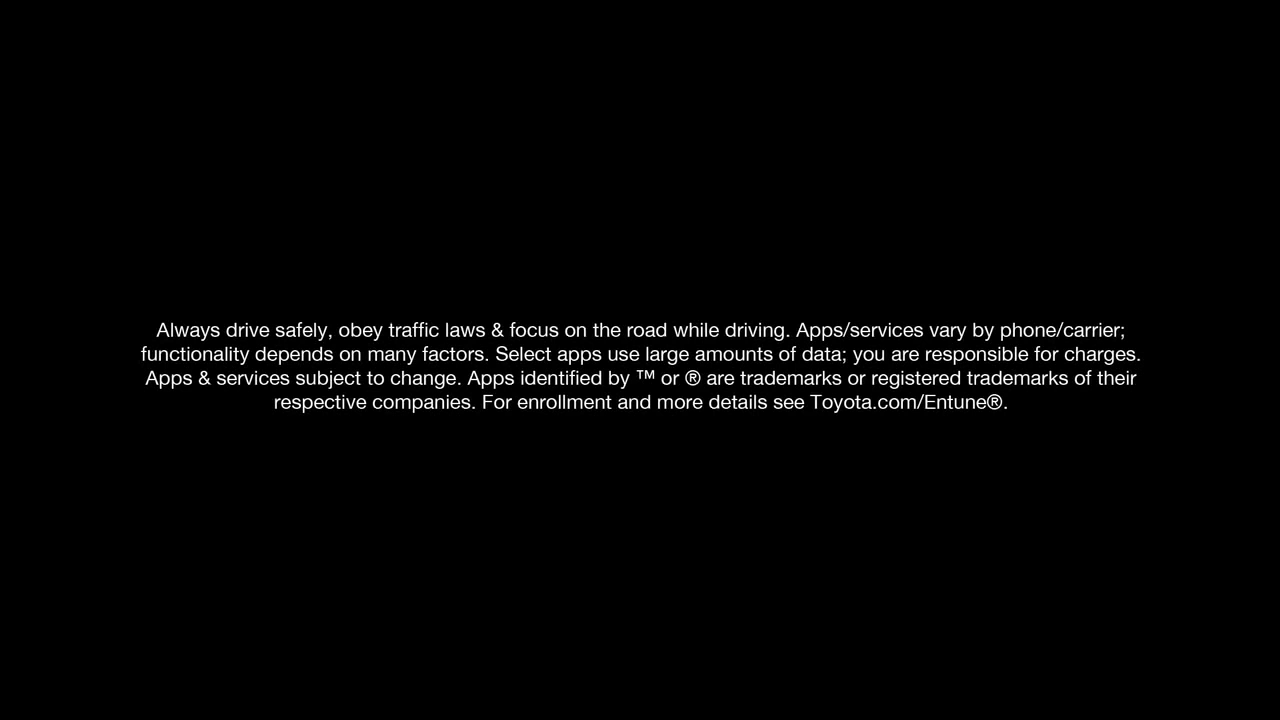 Always drive safely, obey traffic laws & focus on the road while driving. Apps/services vary by phone/carrier;
functionality depends on many factors. Select apps use large amounts of data; you are responsible for charges.
Apps & services subject to change. Apps identified by ™ or ® are trademarks or registered trademarks of their
respective companies. For enrollment and more details see Toyota.com/Entune®.